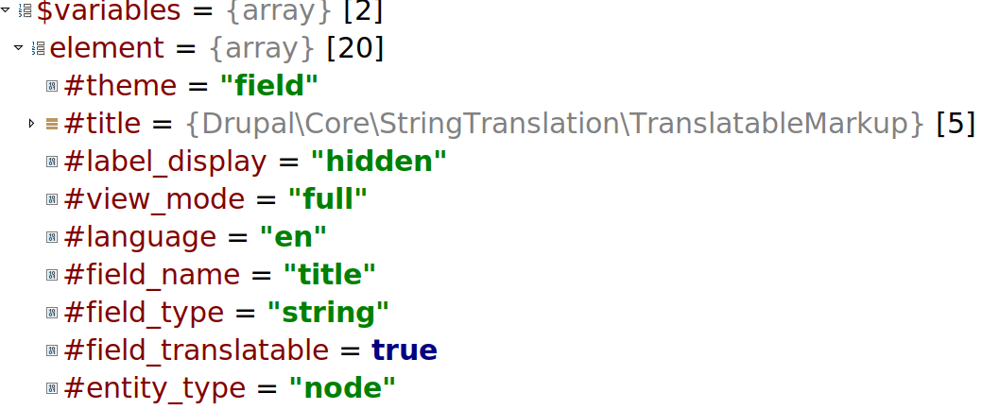 $variables = {array} [2]
element = {array} [20]
#theme = "field"
#title = {Drupal\Core\StringTranslation\TranslatableMarkup} [5]
#label_display = "hidden"
#view_mode = "full"
#language = "en"
#field_name = "title"
#field_type = "string"
#field_translatable = true
#entity_type = "node"